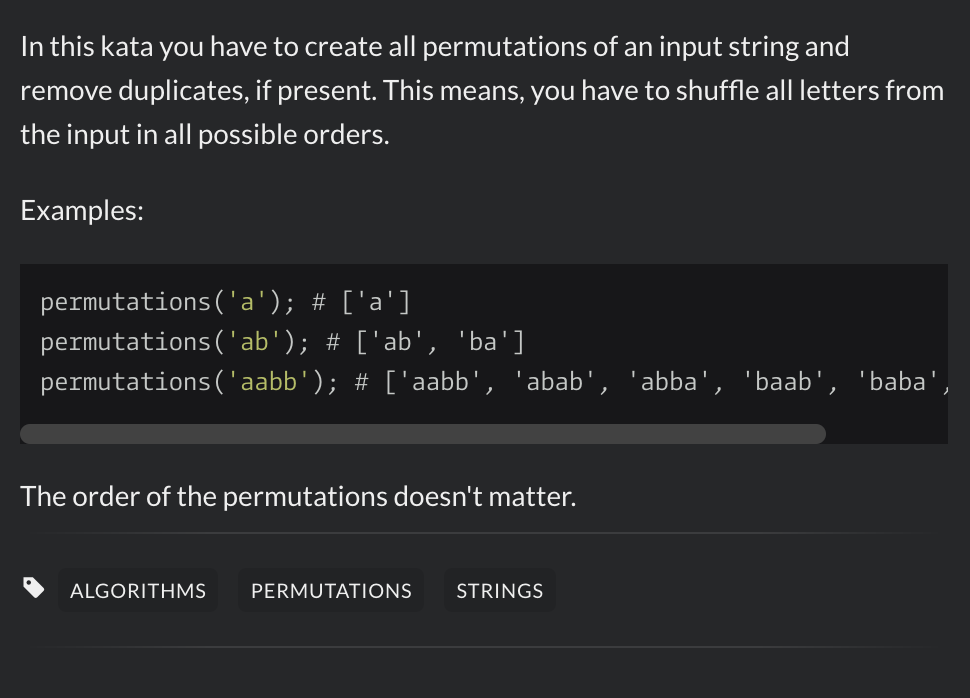 In this kata you have to create all permutations of an input string and
remove duplicates, if present. This means, you have to shuffle all letters from
the input in all possible orders.
Examples:
permutations('a'); # ['a']
permutations('ab'); # ['ab', 'ba']
permutations('aabb'); # ['aabb', 'abab', 'abba', 'baab', 'baba',
The order of the permutations doesn't matter.
ALGORITHMS PERMUTATIONS STRINGS